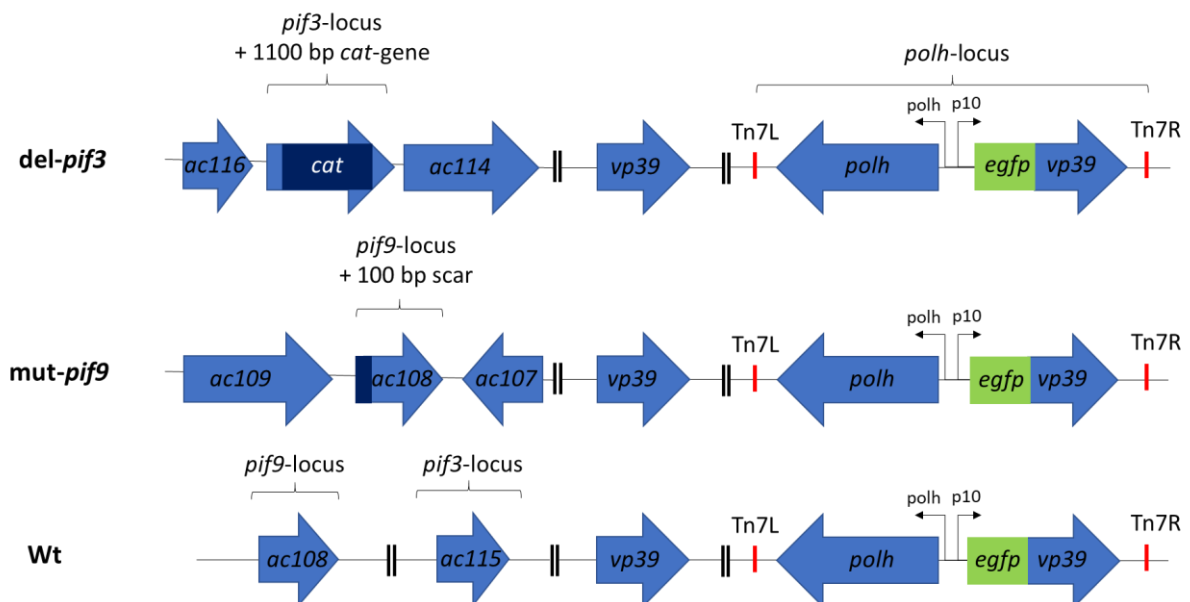 pif3-locus
+ 1100 bp cat-gene
polh-locus
polh p10
Tn7L Tn7R
del-pif3 ac116 cat ac114 vp39 polh egfp vp39
pif9-locus
+ 100 bp scar
polh p10
Tn7L Tn7R
mut-pif9 ac109 ac108 ac107 vp39 polh egfp vp39
pif9-locus pif3-locus
polh p10
Tn7L Tn7R
Wt ac108 ac115 vp39 polh egfp vp39